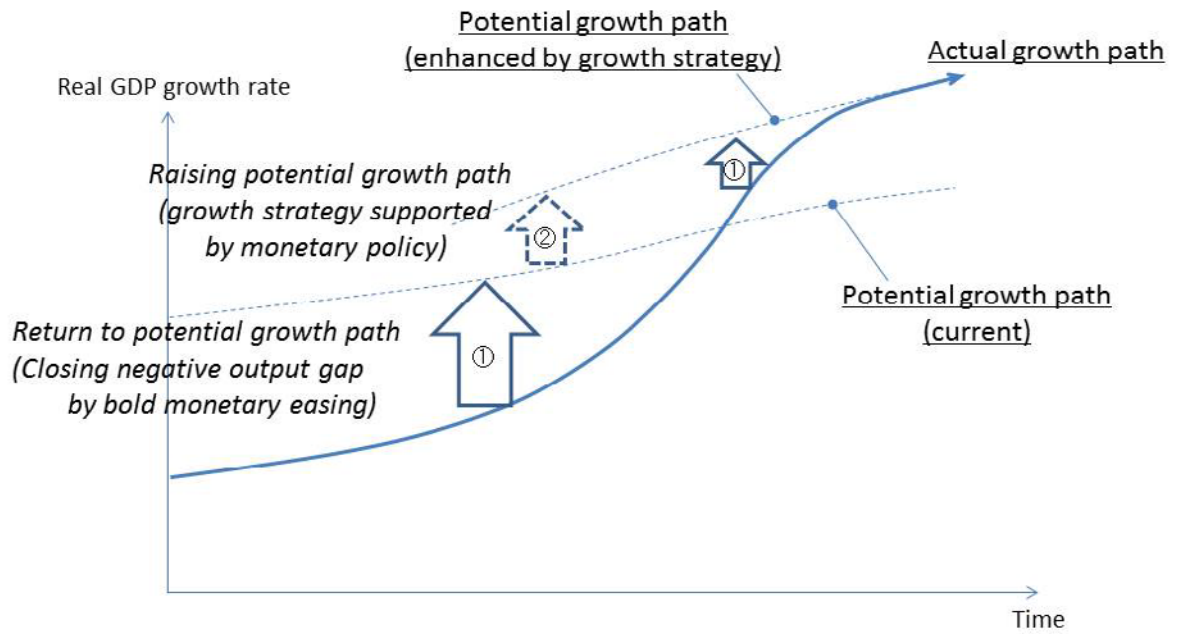 Potential growth path
(enhanced by growth strategy)
Actual growth path
Real GDP growth rate
①
Raising potential growth path
(growth strategy supported
by monetary policy)
②
Potential growth path
(current)
Return to potential growth path
(Closing negative output gap
by bold monetary easing)
①
Time